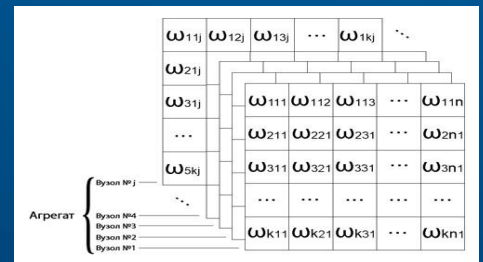 ω11j ω12j ω13j ... ω1kj ...
ω21j
ω31j
...
ω5kj
...
ω111 ω112 ω113 ... ω11n
ω211 ω221 ω231 ... ω2n1
ω311 ω321 ω331 ... ω3n1
... ... ... ... ...
ωk11 ωk21 ωk31 ... ωkn1
Агрегат
Вузол № j
Вузол №4
Вузол №3
Вузол №2
Вузол №1